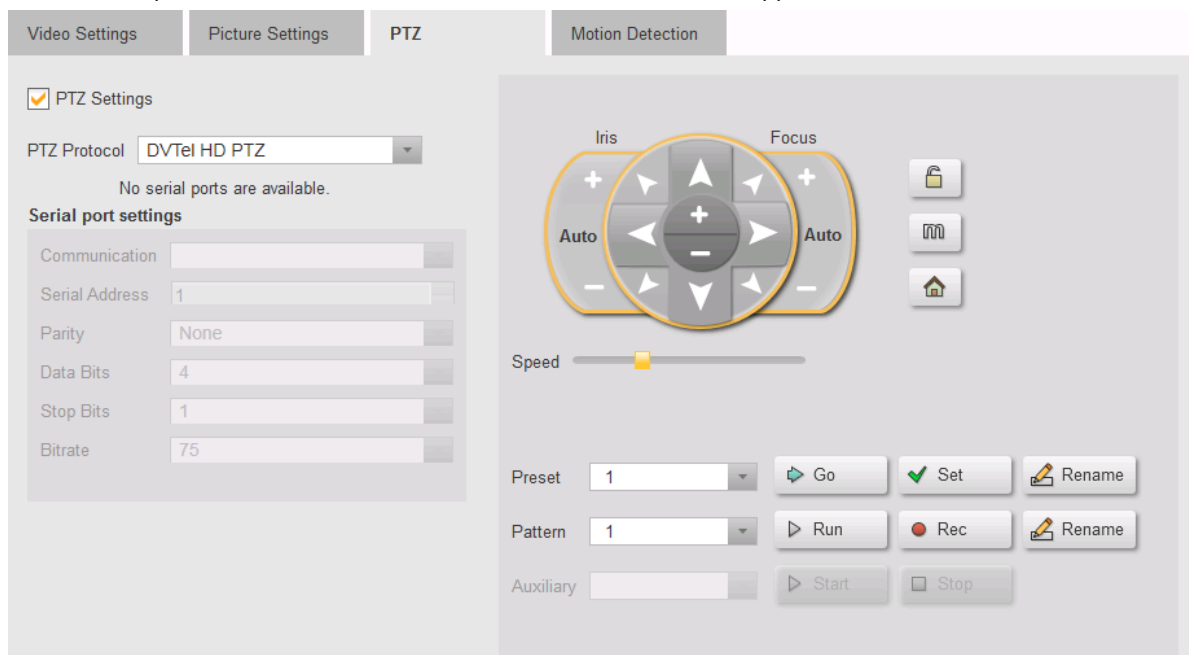 Video Settings
Picture Settings
PTZ
Motion Detection
PTZ Settings
PTZ Protocol DVTel HD PTZ
No serial ports are available.
Serial port settings
Communication
Serial Address 1
Parity None
Data Bits 4
Stop Bits 1
Bitrate 75
Iris Focus
+ + +
Auto Auto
− − −
Speed
Preset 1 Go Set Rename
Pattern 1 Run Rec Rename
Auxiliary Start Stop